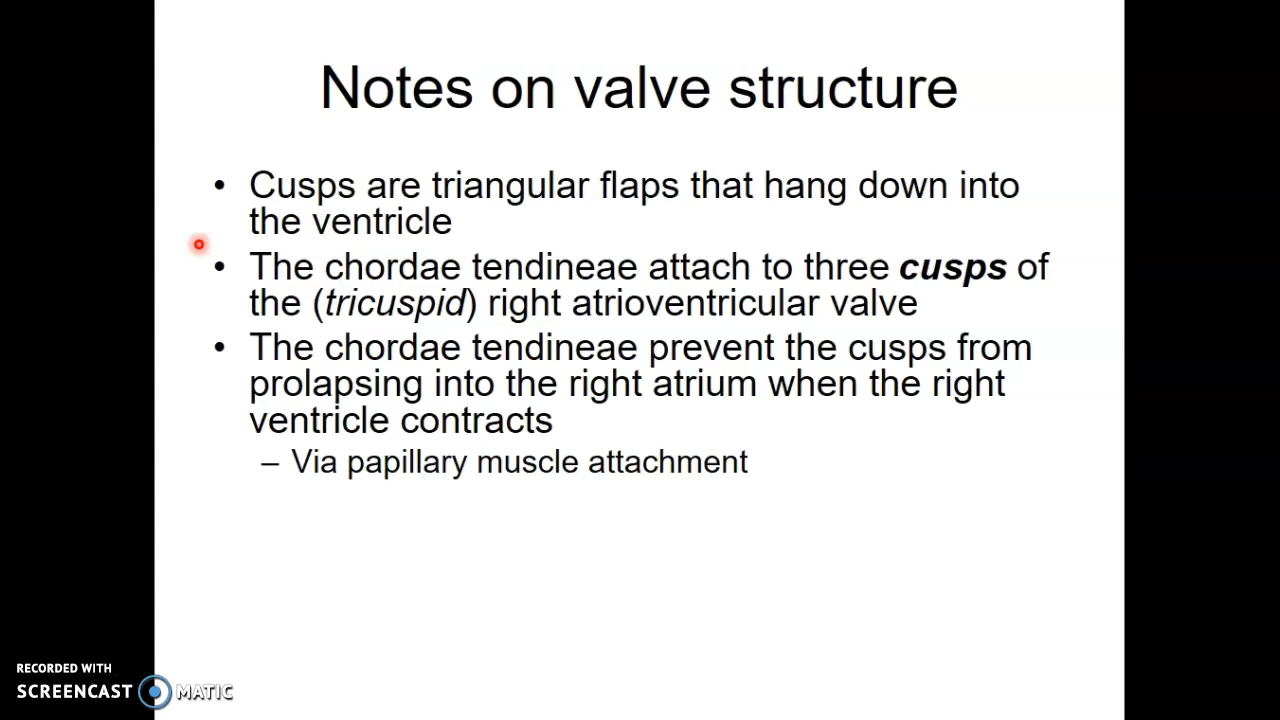 Notes on valve structure
• Cusps are triangular flaps that hang down into
the ventricle
• The chordae tendineae attach to three cusps of
the (tricuspid) right atrioventricular valve
• The chordae tendineae prevent the cusps from
prolapsing into the right atrium when the right
ventricle contracts
– Via papillary muscle attachment
RECORDED WITH
SCREENCAST MATIC